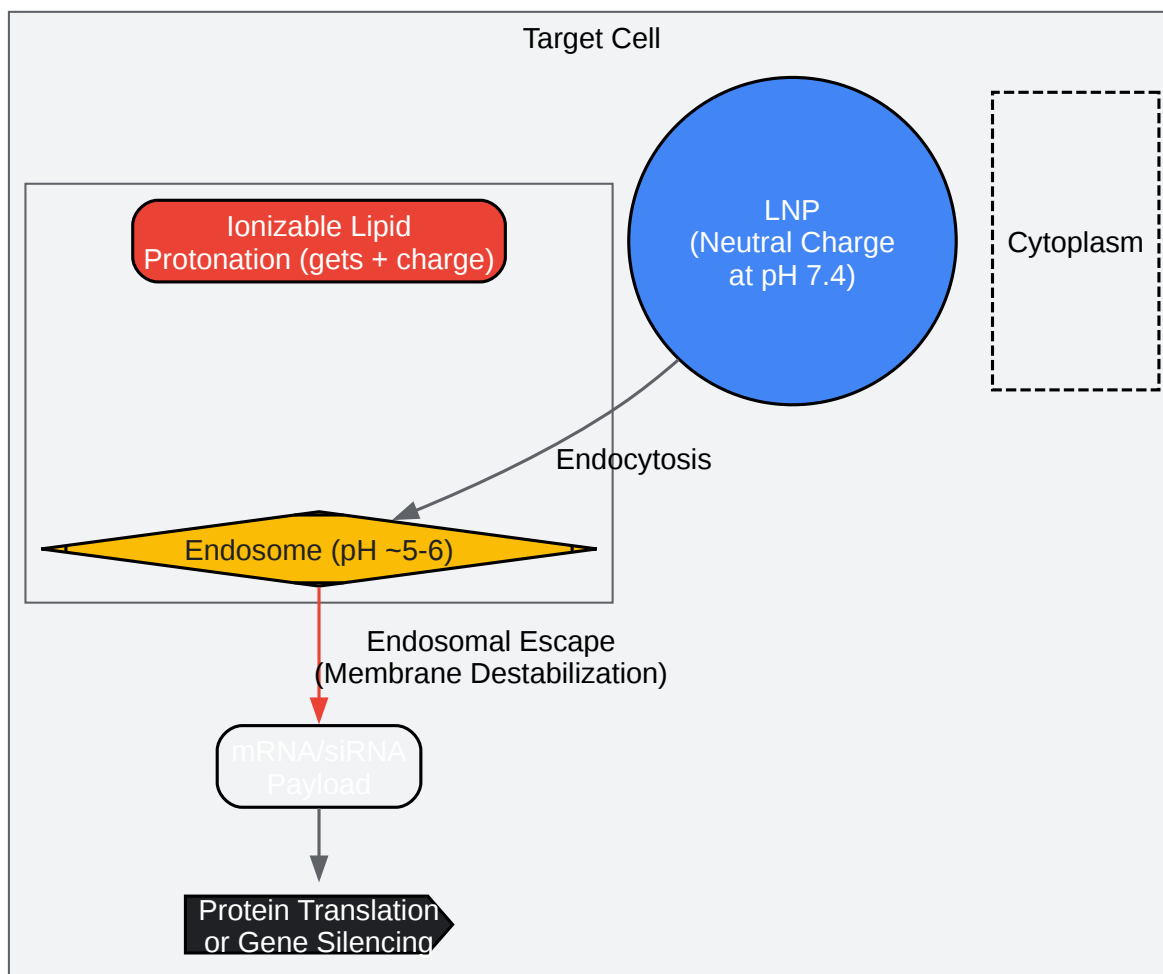 Target Cell
Ionizable Lipid
Protonation (gets + charge)
LNP
(Neutral Charge
at pH 7.4)
Cytoplasm
Endocytosis
Endosome (pH ~5-6)
Endosomal Escape
(Membrane Destabilization)
mRNA/siRNA
Payload
Protein Translation
or Gene Silencing